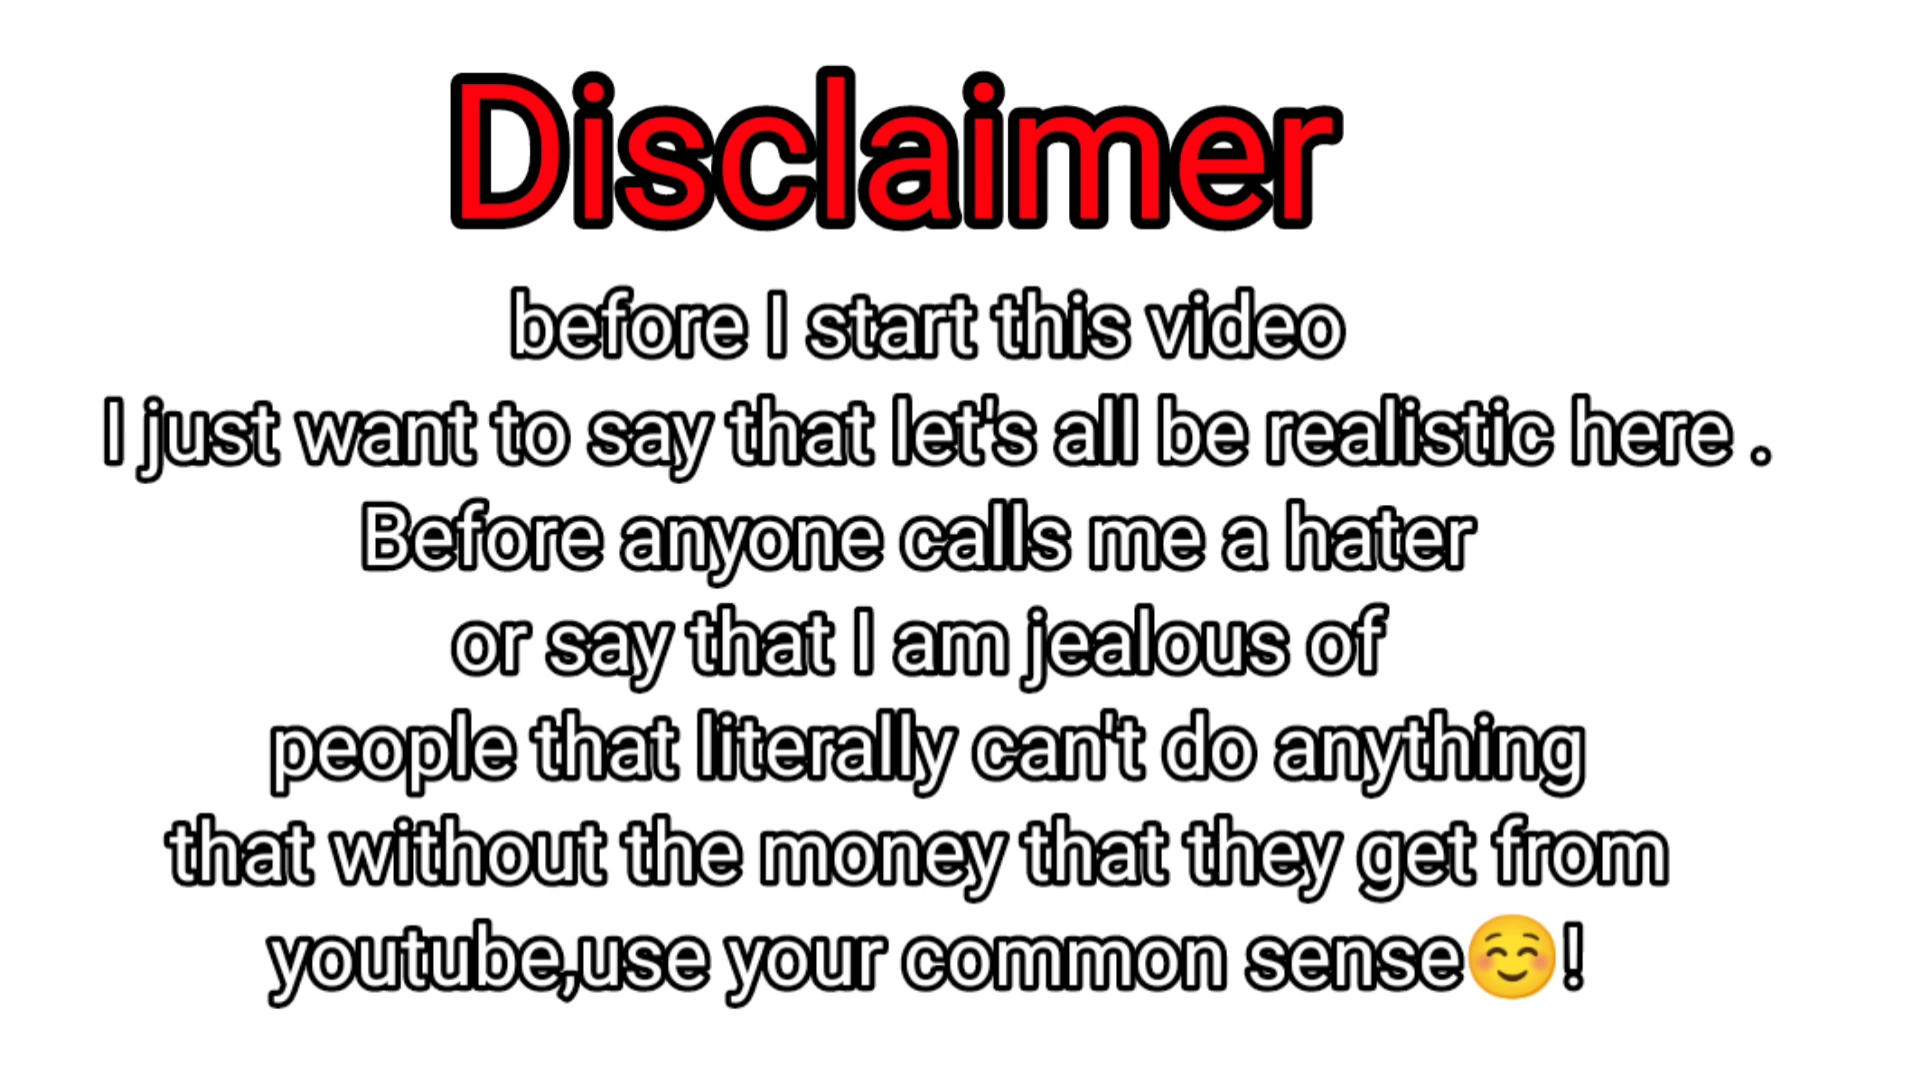 Disclaimer
before I start this video
I just want to say that let's all be realistic here .
Before anyone calls me a hater
or say that I am jealous of
people that literally can't do anything
that without the money that they get from
youtube,use your common sense☺️!